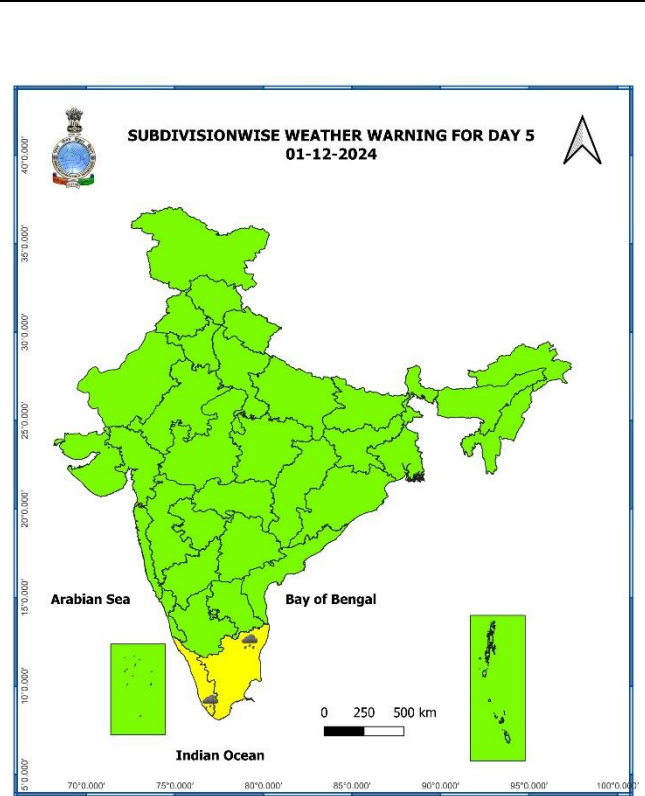 SUBDIVISIONWISE WEATHER WARNING FOR DAY 5
01-12-2024
40°0.000'
35°0.000'
30°0.000'
25°0.000'
20°0.000'
15°0.000'
10°0.000'
5°0.000'
Arabian Sea
Bay of Bengal
0 250 500 km
Indian Ocean
70°0.000' 75°0.000' 80°0.000' 85°0.000' 90°0.000' 95°0.000' 100°0.000'